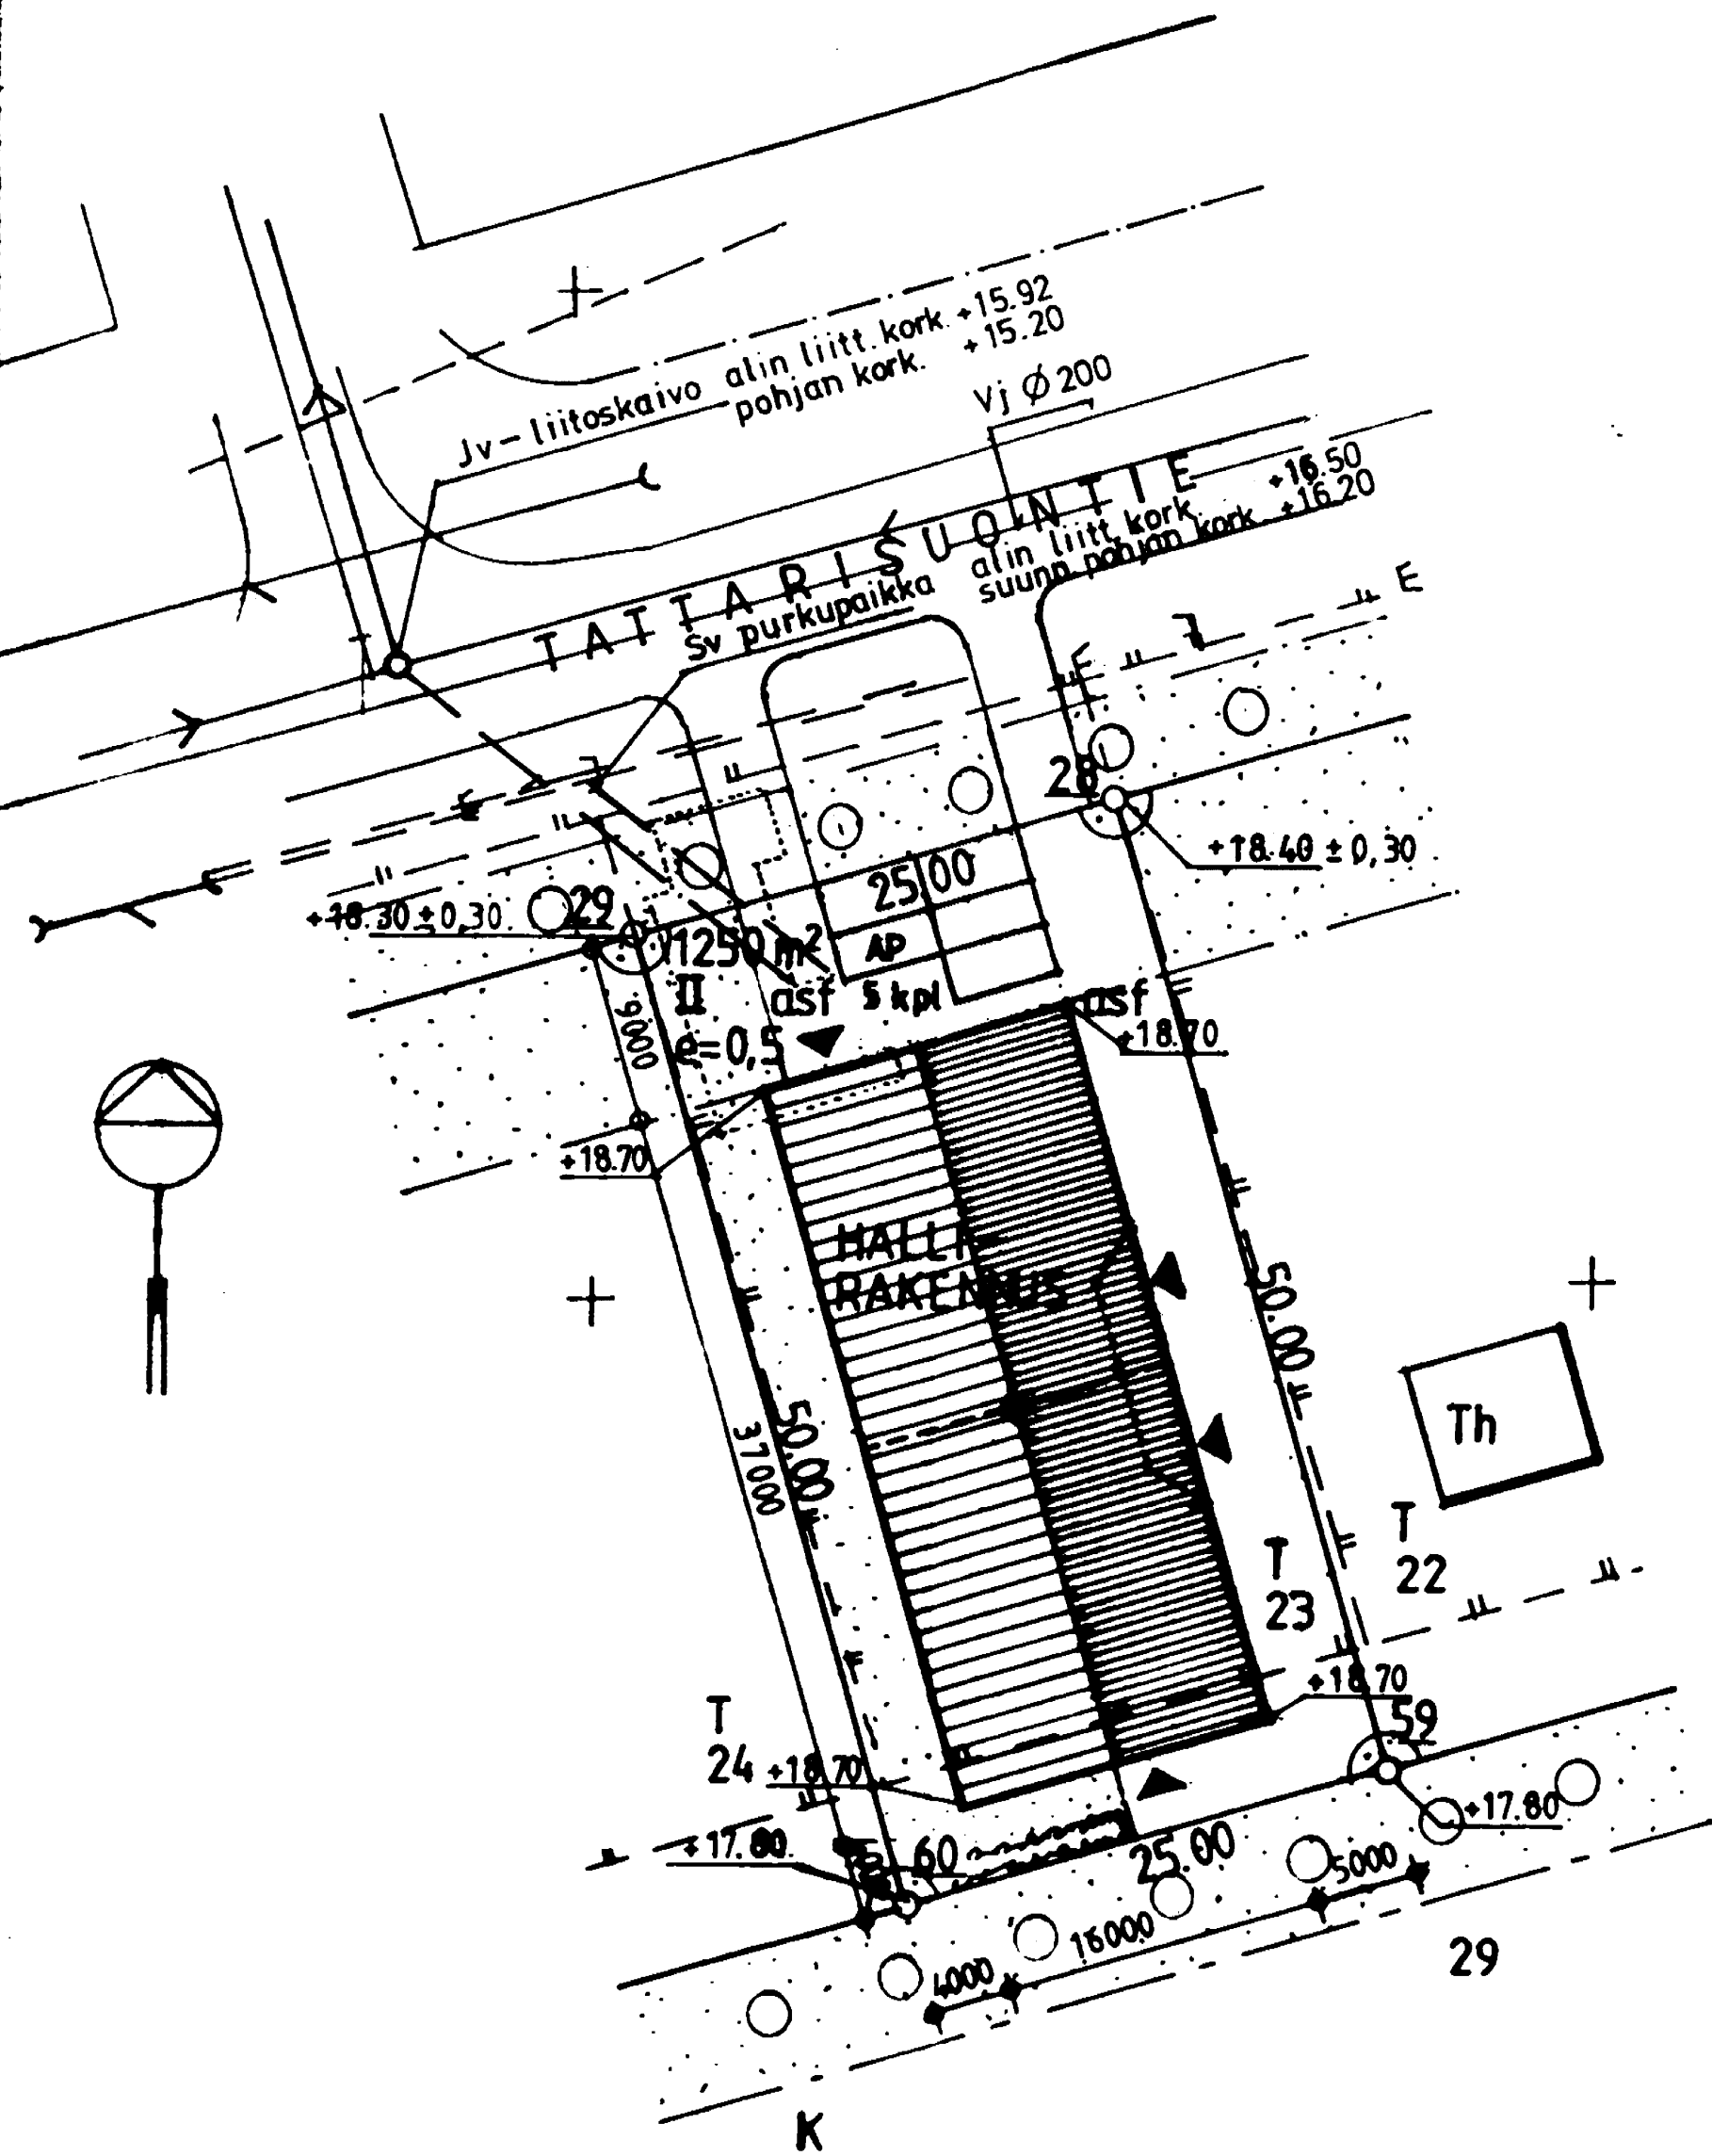 Jv-liitoskaivo alin liitt. kork. +15.92
pohjan kork. +15.20
Vj Ø 200
TATTARISUONTIE
Sv purkupaikka alin liitt. kork. +16.50
suunn pohjan kork. +16.20
E
E
E
28
+18.40 ± 0,30
+18.30 ± 0,30
29
25.00
1250 m²
AP
II asf 5 kpl asf
e=0,5
+18.70
9000
+18.70
HALLI-
RAKENNUS
50.00
50.00
37000
Th
T
22
T
23
T
24
+18.70
+18.70
59
+17.80
+17.80
60
25.00
5000
16000
4000
29
K